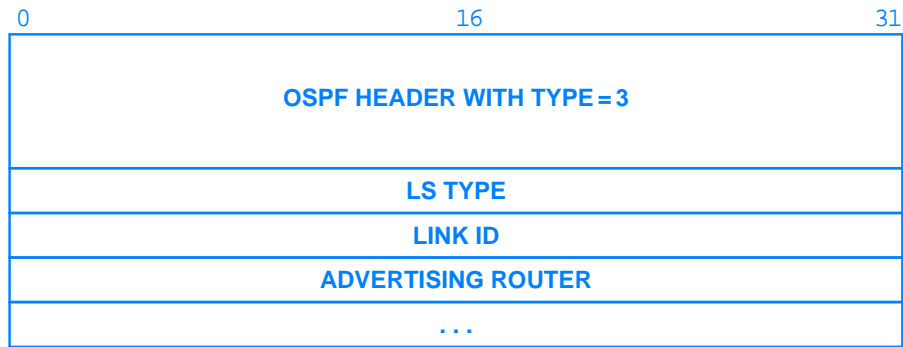 0 16 31
OSPF HEADER WITH TYPE = 3
LS TYPE
LINK ID
ADVERTISING ROUTER
. . .